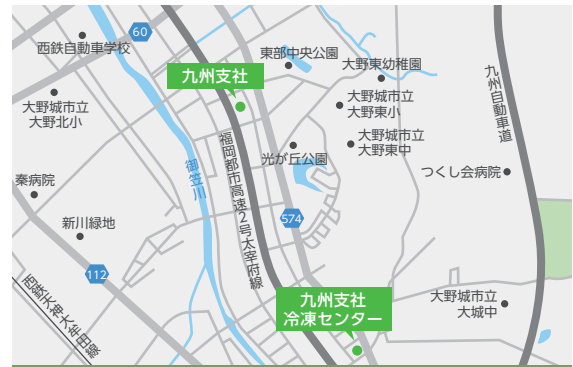 60
西鉄自動車学校
東部中央公園
九州支社
大野東幼稚園
九州自動車道
大野城市立
大野北小
大野城市立
大野東小
大野城市立
大野東中
光が丘公園
福岡都市高速2号太宰府線
御笠川
つくし会病院
秦病院
新川緑地
574
112
西鉄天神大牟田線
九州支社
冷凍センター
大野城市立
大城中